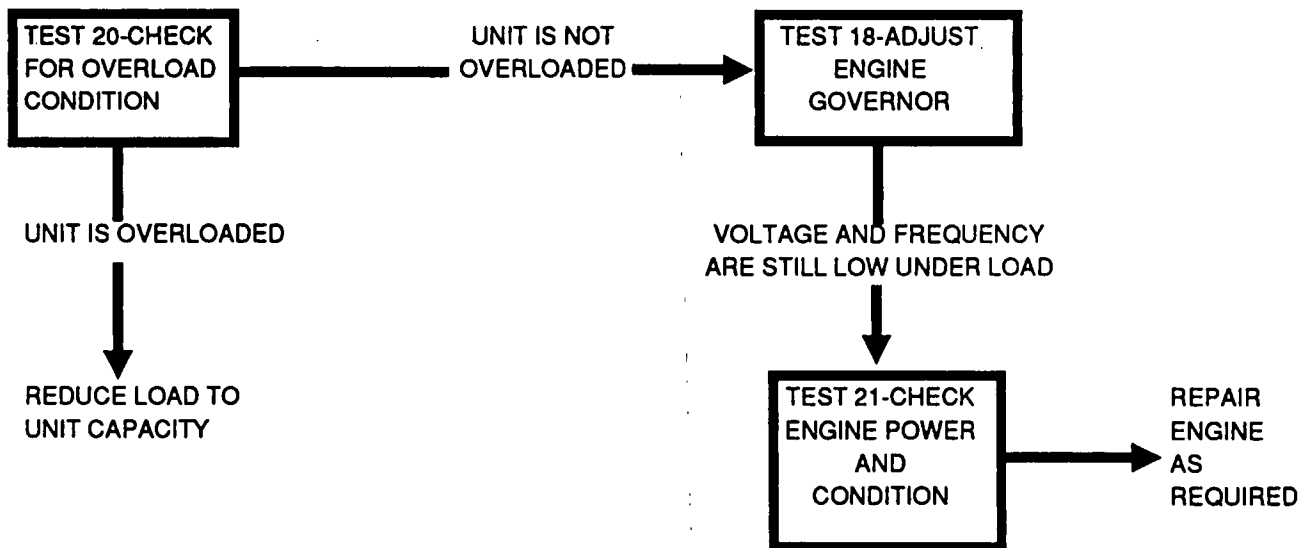 TEST 20-CHECK
FOR OVERLOAD
CONDITION
UNIT IS NOT
OVERLOADED
TEST 18-ADJUST
ENGINE
GOVERNOR
UNIT IS OVERLOADED
VOLTAGE AND FREQUENCY
ARE STILL LOW UNDER LOAD
REDUCE LOAD TO
UNIT CAPACITY
TEST 21-CHECK
ENGINE POWER
AND
CONDITION
REPAIR
ENGINE
AS
REQUIRED